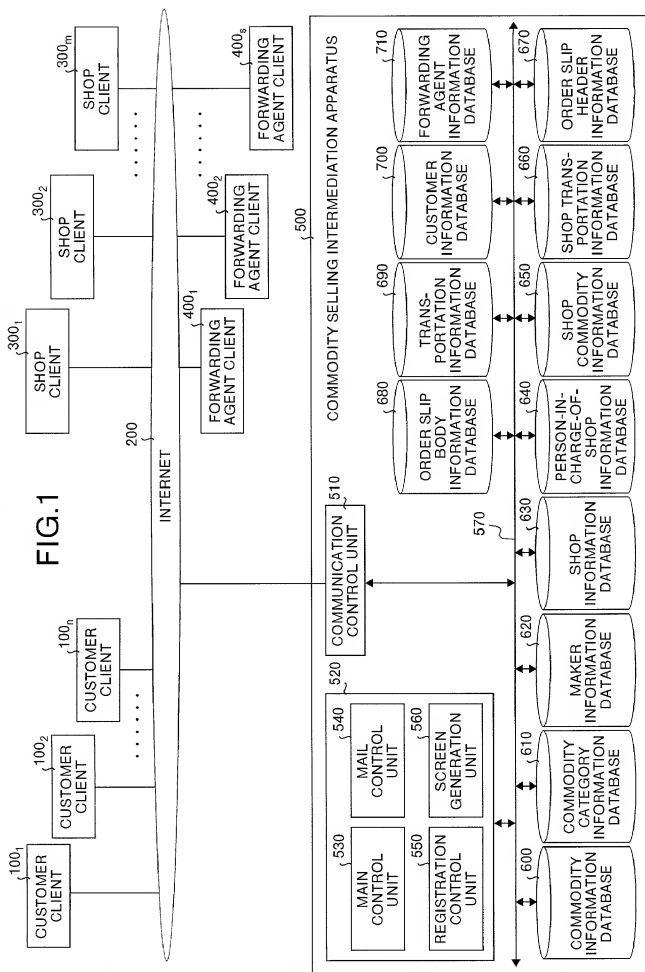 FIG.1
100₁
CUSTOMER CLIENT
100₂
CUSTOMER CLIENT
100ₙ
CUSTOMER CLIENT
. . . . . .
200
INTERNET
300₁
SHOP
CLIENT
300₂
SHOP
CLIENT
300ₘ
SHOP
CLIENT
. . . . . .
400₁
FORWARDING
AGENT CLIENT
400₂
FORWARDING
AGENT CLIENT
400ₛ
FORWARDING
AGENT CLIENT
. . . . . .
500
COMMODITY SELLING INTERMEDIATION APPARATUS
510
COMMUNICATION
CONTROL UNIT
520
530
MAIN
CONTROL
UNIT
540
MAIL
CONTROL
UNIT
550
REGISTRATION
CONTROL
UNIT
560
SCREEN
GENERATION
UNIT
570
680
ORDER SLIP
BODY
INFORMATION
DATABASE
690
TRANS-
PORTATION
INFORMATION
DATABASE
700
CUSTOMER
INFORMATION
DATABASE
710
FORWARDING
AGENT
INFORMATION
DATABASE
600
COMMODITY
INFORMATION
DATABASE
610
COMMODITY
CATEGORY
INFORMATION
DATABASE
620
MAKER
INFORMATION
DATABASE
630
SHOP
INFORMATION
DATABASE
640
PERSON-IN-
CHARGE-OF-
SHOP
INFORMATION
DATABASE
650
SHOP
COMMODITY
INFORMATION
DATABASE
660
SHOP TRANS-
PORTATION
INFORMATION
DATABASE
670
ORDER SLIP
HEADER
INFORMATION
DATABASE